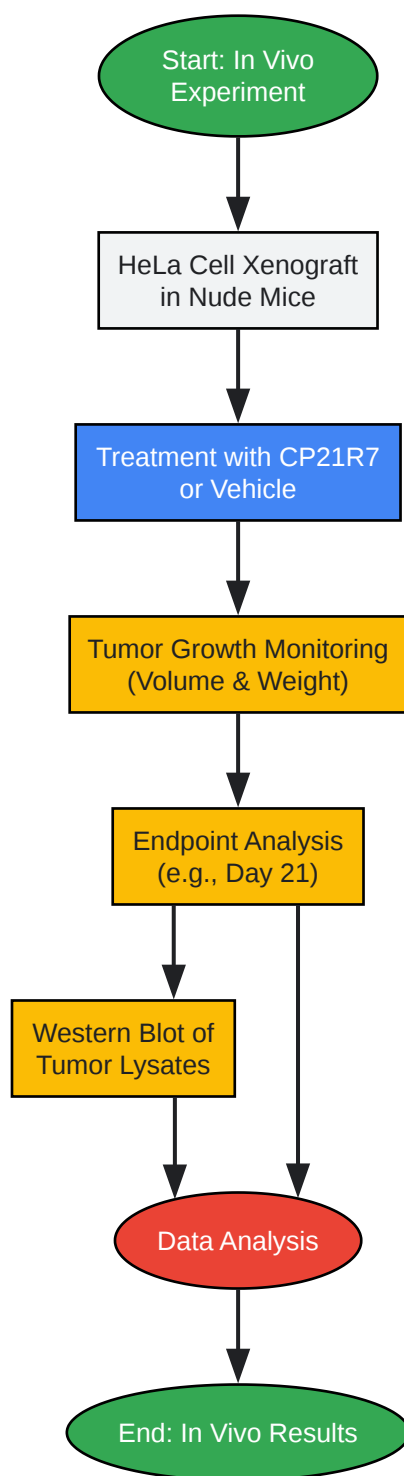 Start: In Vivo
Experiment
HeLa Cell Xenograft
in Nude Mice
Treatment with CP21R7
or Vehicle
Tumor Growth Monitoring
(Volume & Weight)
Endpoint Analysis
(e.g., Day 21)
Western Blot of
Tumor Lysates
Data Analysis
End: In Vivo Results